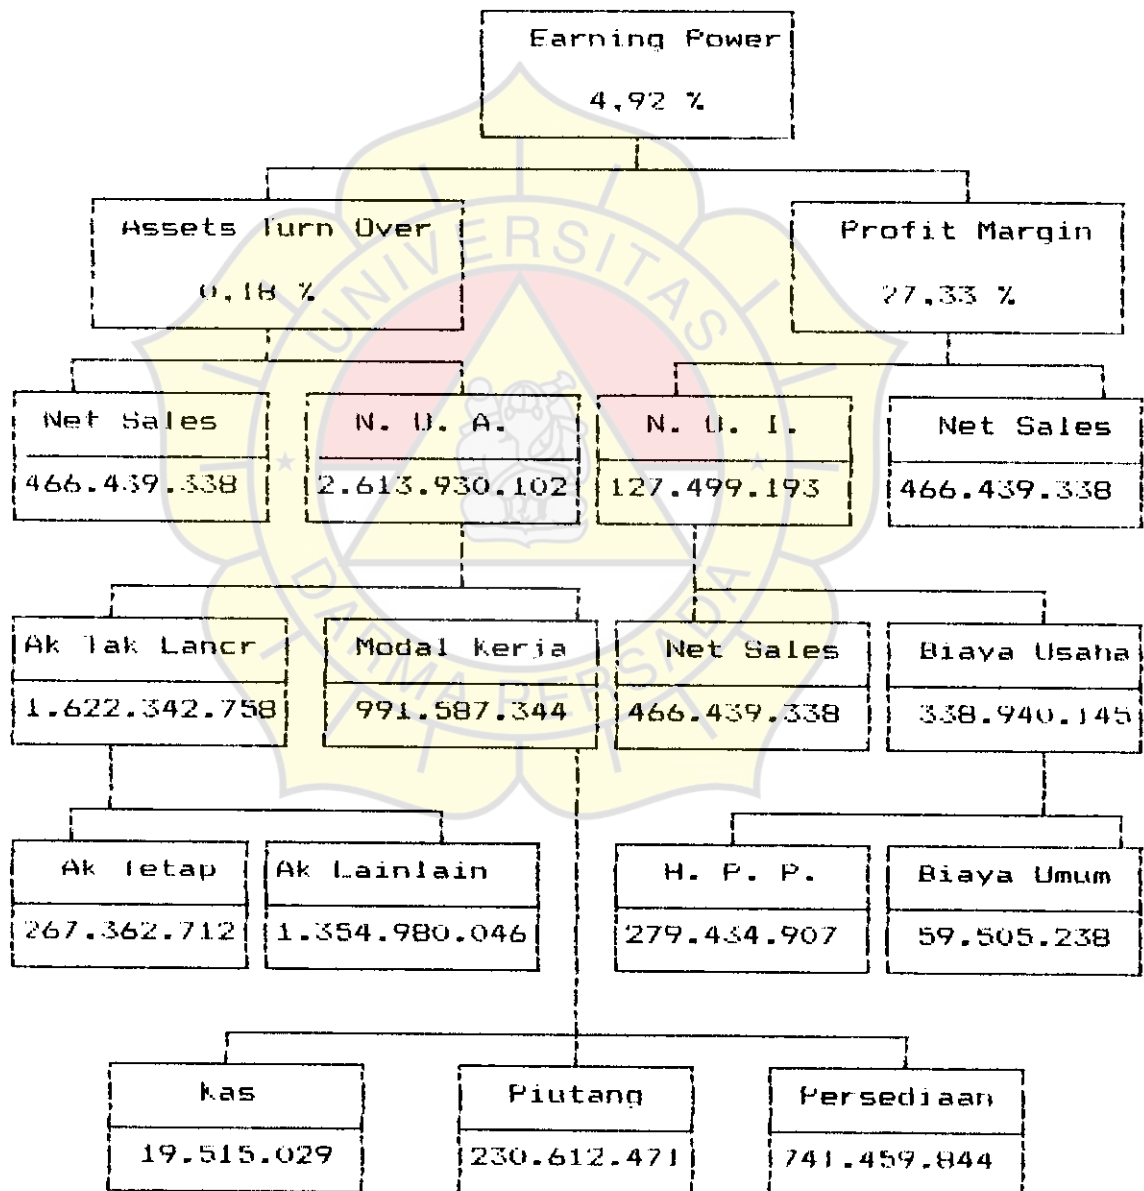 Earning Power
4,92 %
Assets Turn Over
0,18 %
Profit Margin
27,33 %
UNIVERSITAS
Net Sales
466.439.338
N. O. A.
2.613.930.102
N. O. I.
127.499.193
Net Sales
466.439.338
DARMA PERSADA
Ak Tak Lancr
1.622.342.758
Modal Kerja
991.587.344
Net Sales
466.439.338
Biaya Usaha
338.940.145
Ak Tetap
267.362.712
Ak Lainlain
1.354.980.046
H. P. P.
279.434.907
Biaya Umum
59.505.238
Kas
19.515.029
Piutang
230.612.471
Persediaan
741.459.844